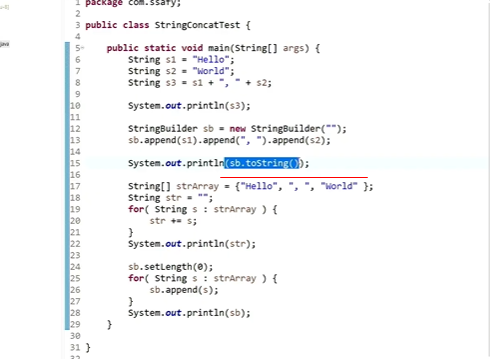 java
1 package com.ssafy;
2
3 public class StringConcatTest {
4
5 public static void main(String[] args) {
6 String s1 = "Hello";
7 String s2 = "World";
8 String s3 = s1 + ", " + s2;
9
10 System.out.println(s3);
11
12 StringBuilder sb = new StringBuilder("");
13 sb.append(s1).append(", ").append(s2);
14
15 System.out.println(sb.toString());
16
17 String[] strArray = {"Hello", ", ", "World" };
18 String str = "";
19 for( String s : strArray ) {
20 str += s;
21 }
22 System.out.println(str);
23
24 sb.setLength(0);
25 for( String s : strArray ) {
26 sb.append(s);
27 }
28 System.out.println(sb);
29 }
30
31 }
32